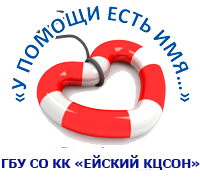 «У ПОМОЩИ ЕСТЬ ИМЯ...»
ГБУ СО КК «ЕЙСКИЙ КЦСОН»